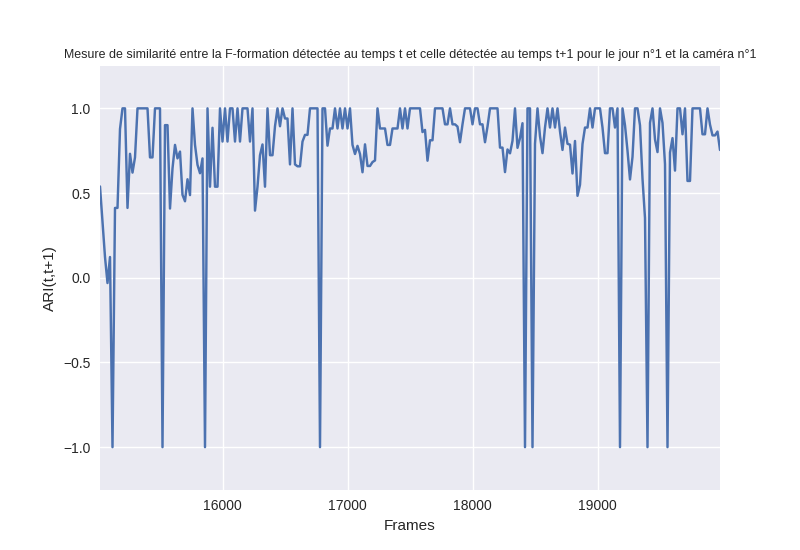 Mesure de similarité entre la F-formation détectée au temps t et celle détectée au temps t+1 pour le jour n°1 et la caméra n°1
1.0
0.5
0.0
−0.5
−1.0
ARI(t,t+1)
16000 17000 18000 19000
Frames